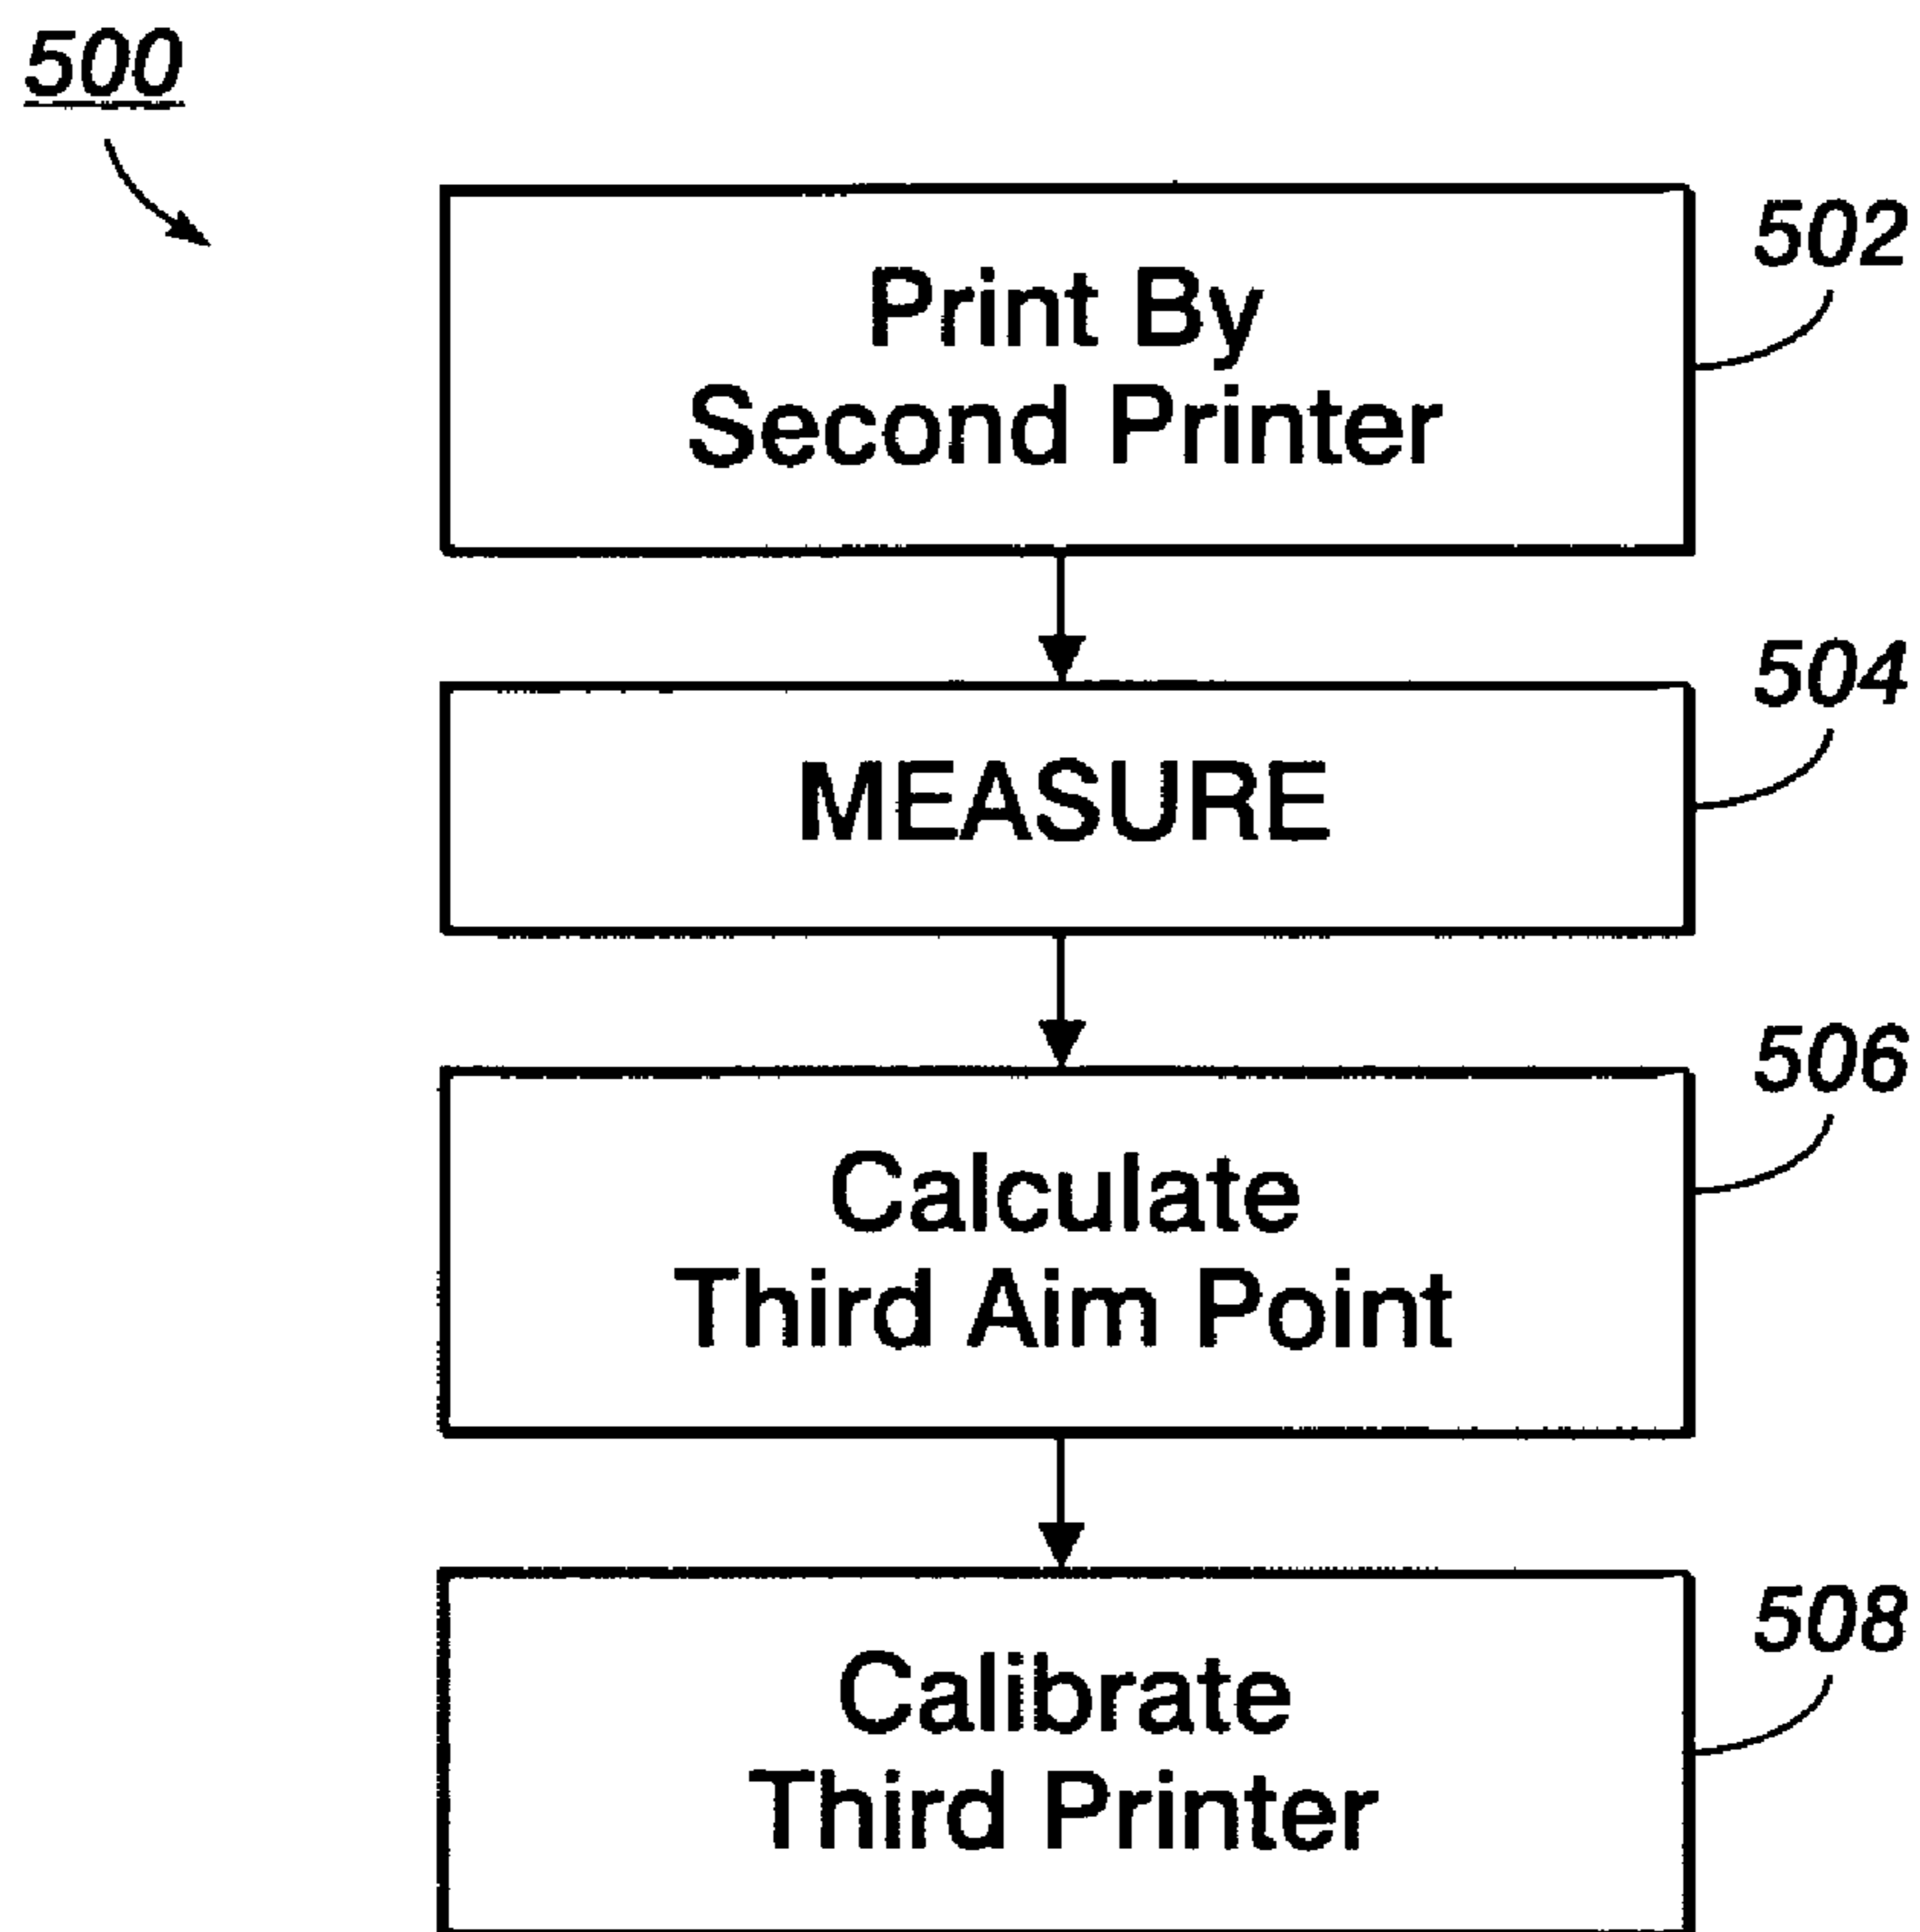 500
502
Print By
Second Printer
504
MEASURE
506
Calculate
Third Aim Point
508
Calibrate
Third Printer